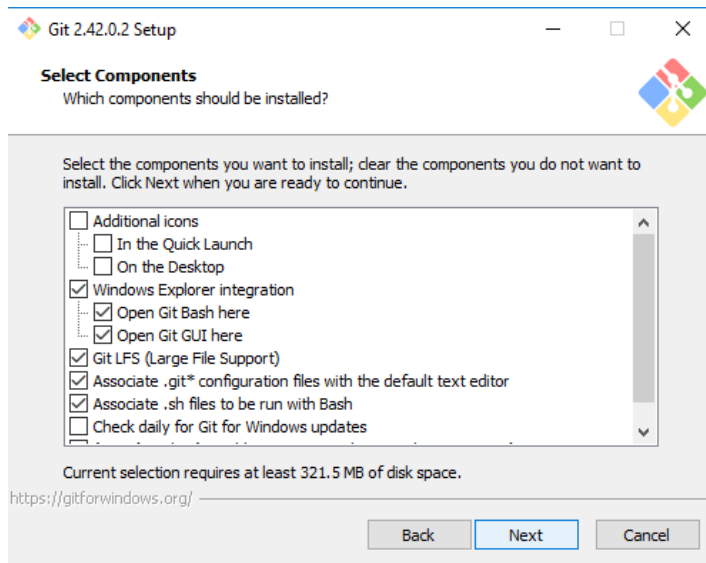 Git 2.42.0.2 Setup
Select Components
Which components should be installed?
Select the components you want to install; clear the components you do not want to
install. Click Next when you are ready to continue.
Additional icons
In the Quick Launch
On the Desktop
Windows Explorer integration
Open Git Bash here
Open Git GUI here
Git LFS (Large File Support)
Associate .git* configuration files with the default text editor
Associate .sh files to be run with Bash
Check daily for Git for Windows updates
Current selection requires at least 321.5 MB of disk space.
https://gitforwindows.org/
Back Next Cancel